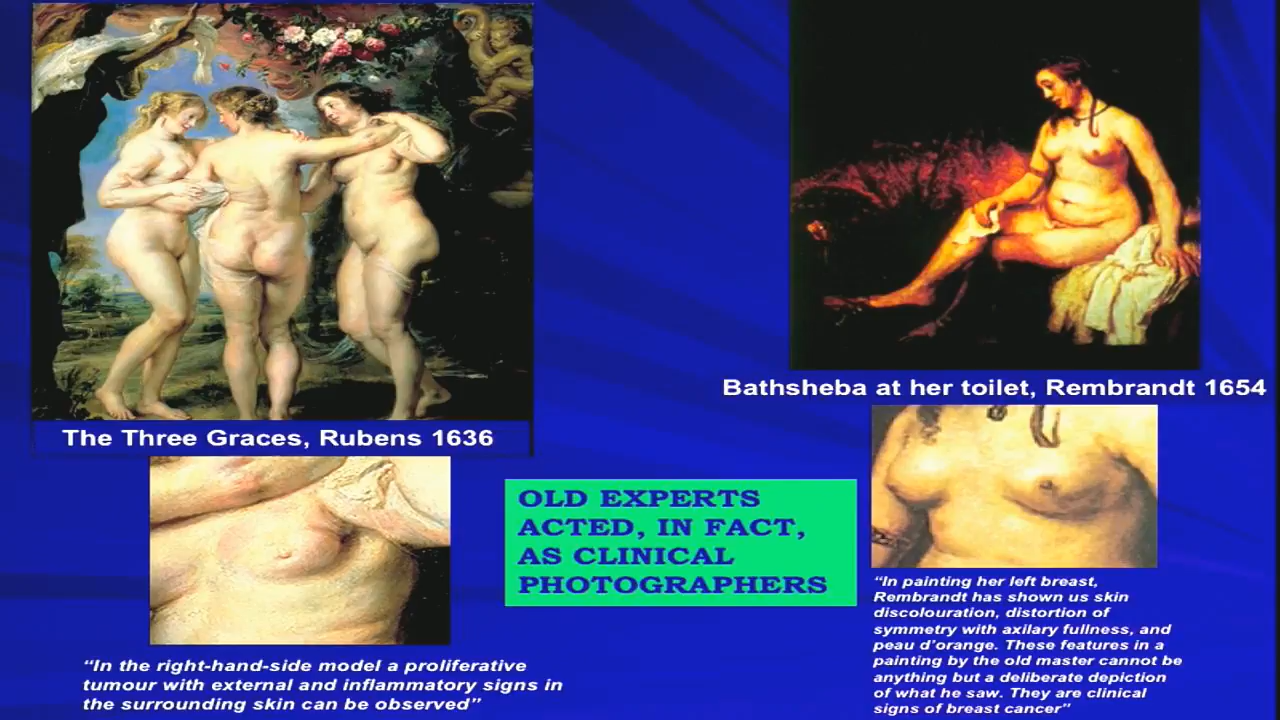 The Three Graces, Rubens 1636
“In the right-hand-side model a proliferative
tumour with external and inflammatory signs in
the surrounding skin can be observed”
OLD EXPERTS
ACTED, IN FACT,
AS CLINICAL
PHOTOGRAPHERS
Bathsheba at her toilet, Rembrandt 1654
“In painting her left breast,
Rembrandt has shown us skin
discolouration, distortion of
symmetry with axilary fullness, and
peau d’orange. These features in a
painting by the old master cannot be
anything but a deliberate depiction
of what he saw. They are clinical
signs of breast cancer”